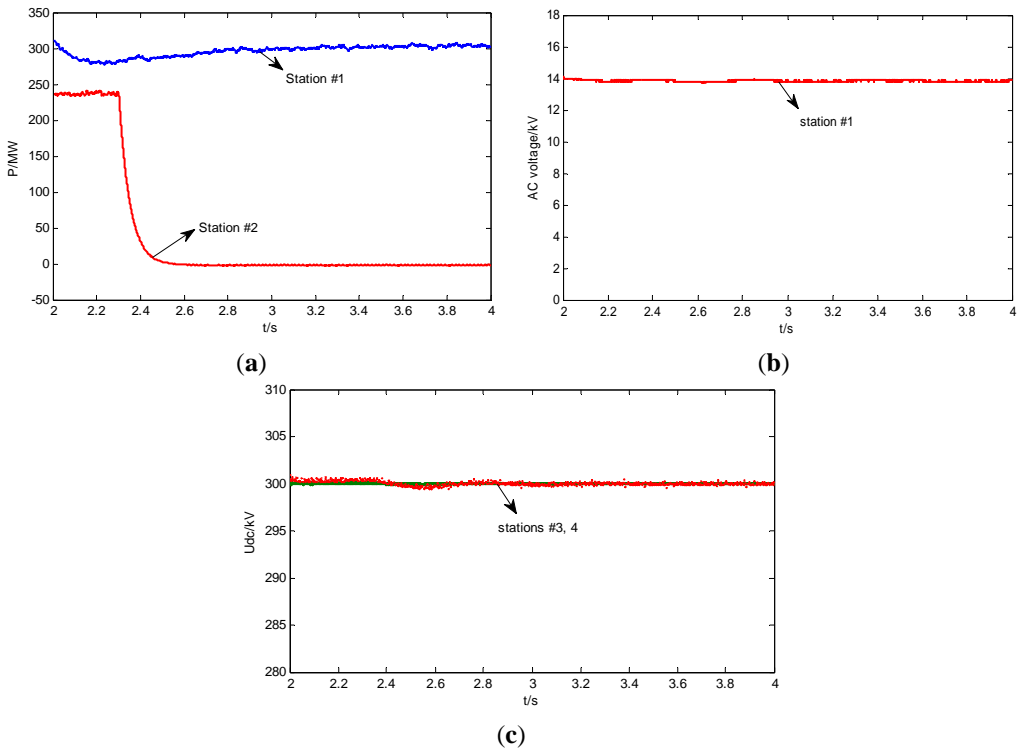 350
300
250
200
150
100
50
0
-50
P/MW
Station #1
Station #2
2 2.2 2.4 2.6 2.8 3 3.2 3.4 3.6 3.8 4
t/s
(a)
18
16
14
12
10
8
6
4
2
0
AC voltage/kV
station #1
2 2.2 2.4 2.6 2.8 3 3.2 3.4 3.6 3.8 4
t/s
(b)
310
305
300
295
290
285
280
Udc/kV
stations #3, 4
2 2.2 2.4 2.6 2.8 3 3.2 3.4 3.6 3.8 4
t/s
(c)